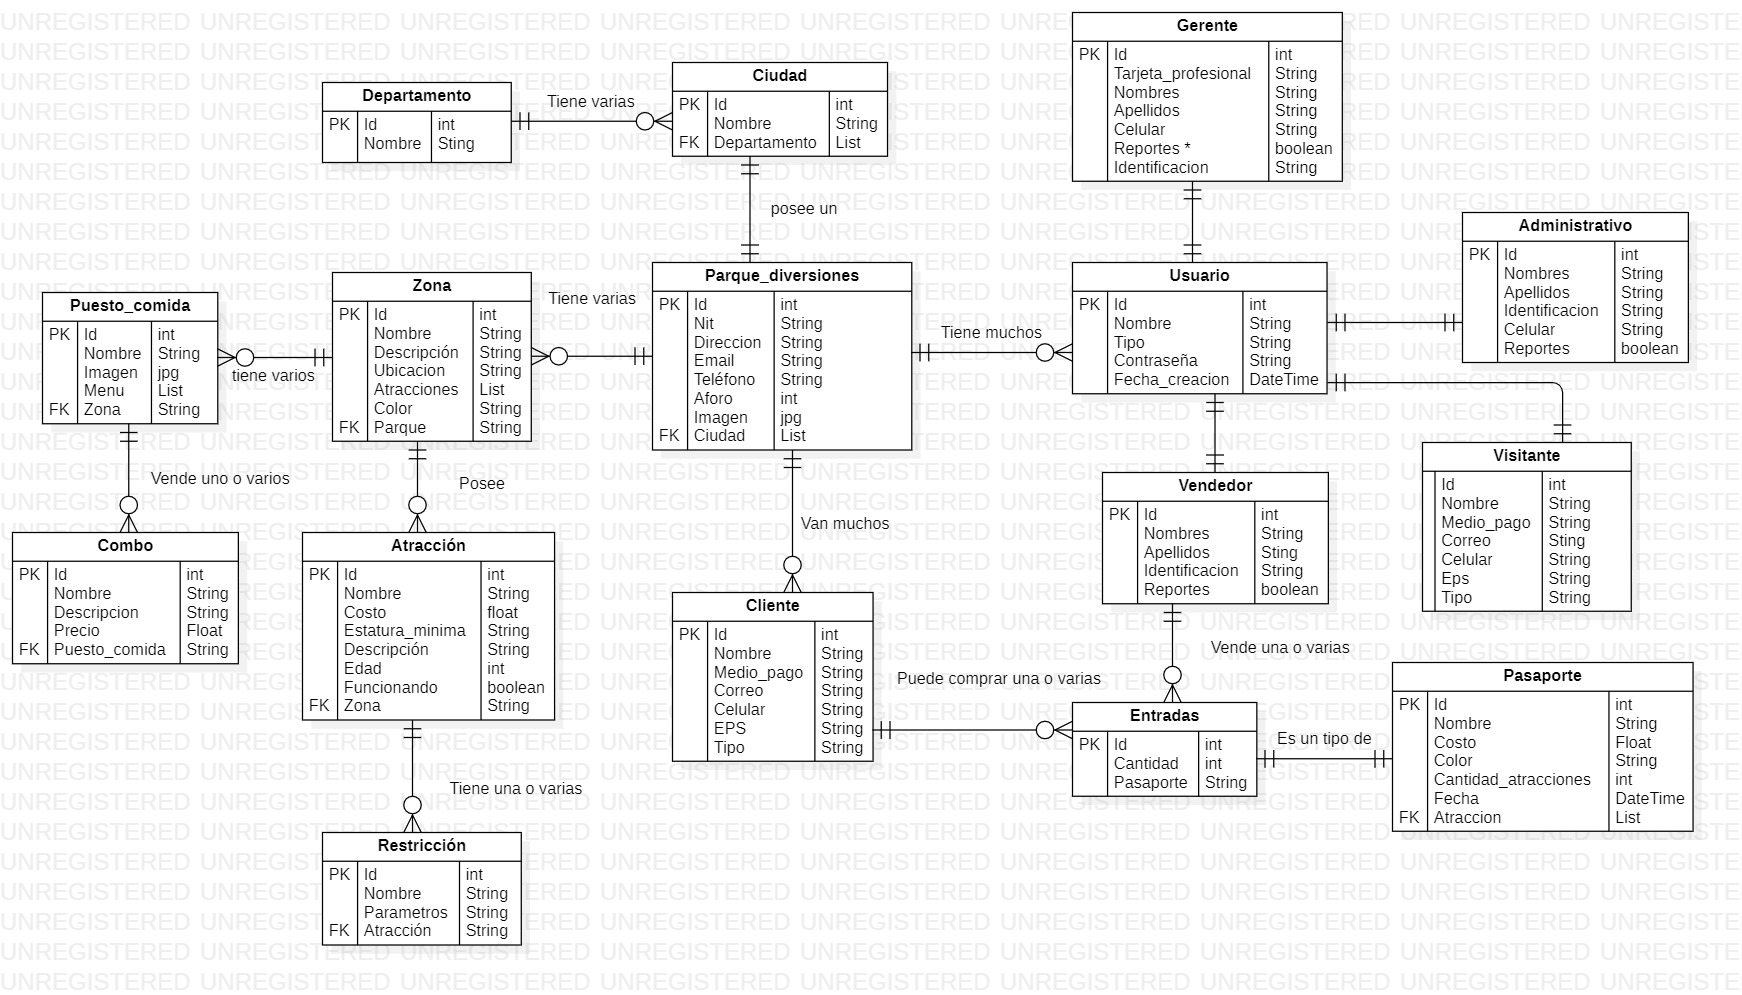 Gerente
PK Id int
Tarjeta_profesional String
Nombres String
Apellidos String
Celular String
Reportes * boolean
Identificacion String
Ciudad
PK Id int
Nombre String
FK Departamento List
Departamento
PK Id int
Nombre Sting
Tiene varias
posee un
Administrativo
PK Id int
Nombres String
Apellidos String
Identificacion String
Celular String
Reportes boolean
Parque_diversiones
PK Id int
Nit String
Direccion String
Email String
Teléfono String
Aforo int
Imagen jpg
FK Ciudad List
Usuario
PK Id int
Nombre String
Tipo String
Contraseña String
Fecha_creacion DateTime
Tiene muchos
Zona
PK Id int
Nombre String
Descripción String
Ubicacion String
Atracciones List
Color String
FK Parque String
Tiene varias
Puesto_comida
PK Id int
Nombre String
Imagen jpg
Menu List
FK Zona String
tiene varios
Vende uno o varios
Posee
Van muchos
Visitante
Id int
Nombre String
Medio_pago String
Correo Sting
Celular String
Eps String
Tipo String
Vendedor
PK Id int
Nombres String
Apellidos Sting
Identificacion String
Reportes boolean
Combo
PK Id int
Nombre String
Descripcion String
Precio Float
FK Puesto_comida String
Atracción
PK Id int
Nombre String
Costo float
Estatura_minima String
Descripción String
Edad int
Funcionando boolean
FK Zona String
Cliente
PK Id int
Nombre String
Medio_pago String
Correo String
Celular String
EPS String
Tipo String
Vende una o varias
Puede comprar una o varias
Entradas
PK Id int
Cantidad int
Pasaporte String
Es un tipo de
Pasaporte
PK Id int
Nombre String
Costo Float
Color String
Cantidad_atracciones int
Fecha DateTime
FK Atraccion List
Tiene una o varias
Restricción
PK Id int
Nombre String
Parametros String
FK Atracción String
UNREGISTERED